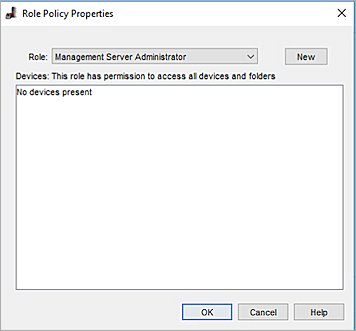 Role Policy Properties
Role: Management Server Administrator New
Devices: This role has permission to access all devices and folders
No devices present
OK Cancel Help